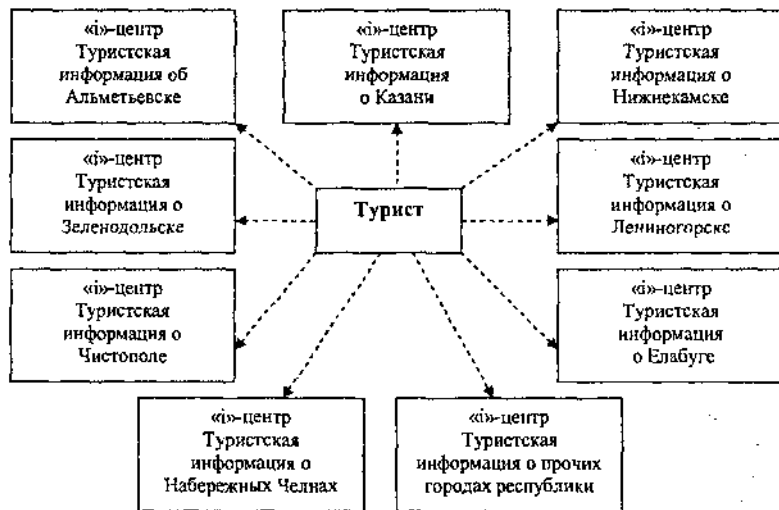 «i»-центр
Туристская
информация об
Альметьевске
«i»-центр
Туристская
информация
о Казани
«i»-центр
Туристская
информация о
Нижнекамске
«i»-центр
Туристская
информация о
Зеленодольске
Турист
«i»-центр
Туристская
информация о
Лениногорске
«i»-центр
Туристская
информация о
Чистополе
«i»-центр
Туристская
информация
о Елабуге
«i»-центр
Туристская
информация о
Набережных Челнах
«i»-центр
Туристская
информация о прочих
городах республики